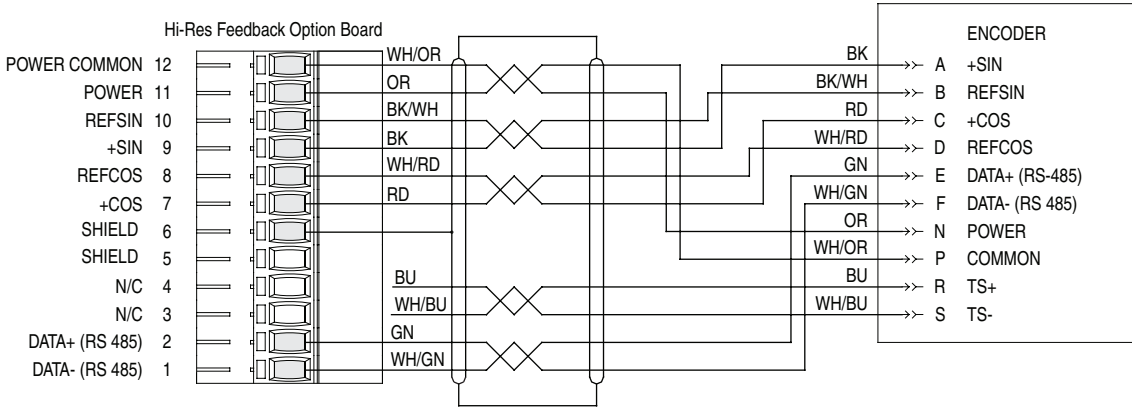 Hi-Res Feedback Option Board
POWER COMMON 12
POWER 11
REFSIN 10
+SIN 9
REFCOS 8
+COS 7
SHIELD 6
SHIELD 5
N/C 4
N/C 3
DATA+ (RS 485) 2
DATA- (RS 485) 1
WH/OR
OR
BK/WH
BK
WH/RD
RD
BU
WH/BU
GN
WH/GN
BK
BK/WH
RD
WH/RD
GN
WH/GN
OR
WH/OR
BU
WH/BU
ENCODER
A +SIN
B REFSIN
C +COS
D REFCOS
E DATA+ (RS-485)
F DATA- (RS 485)
N POWER
P COMMON
R TS+
S TS-